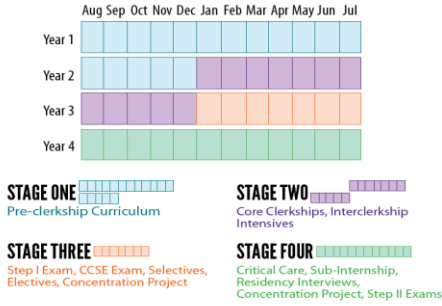 Aug Sep Oct Nov Dec Jan Feb Mar Apr May Jun Jul
Year 1
Year 2
Year 3
Year 4
STAGE ONE
Pre-clerkship Curriculum
STAGE TWO
Core Clerkships, Interclerkship
Intensives
STAGE THREE
Step I Exam, CCSE Exam, Selectives,
Electives, Concentration Project
STAGE FOUR
Critical Care, Sub-Internship,
Residency Interviews,
Concentration Project, Step II Exams